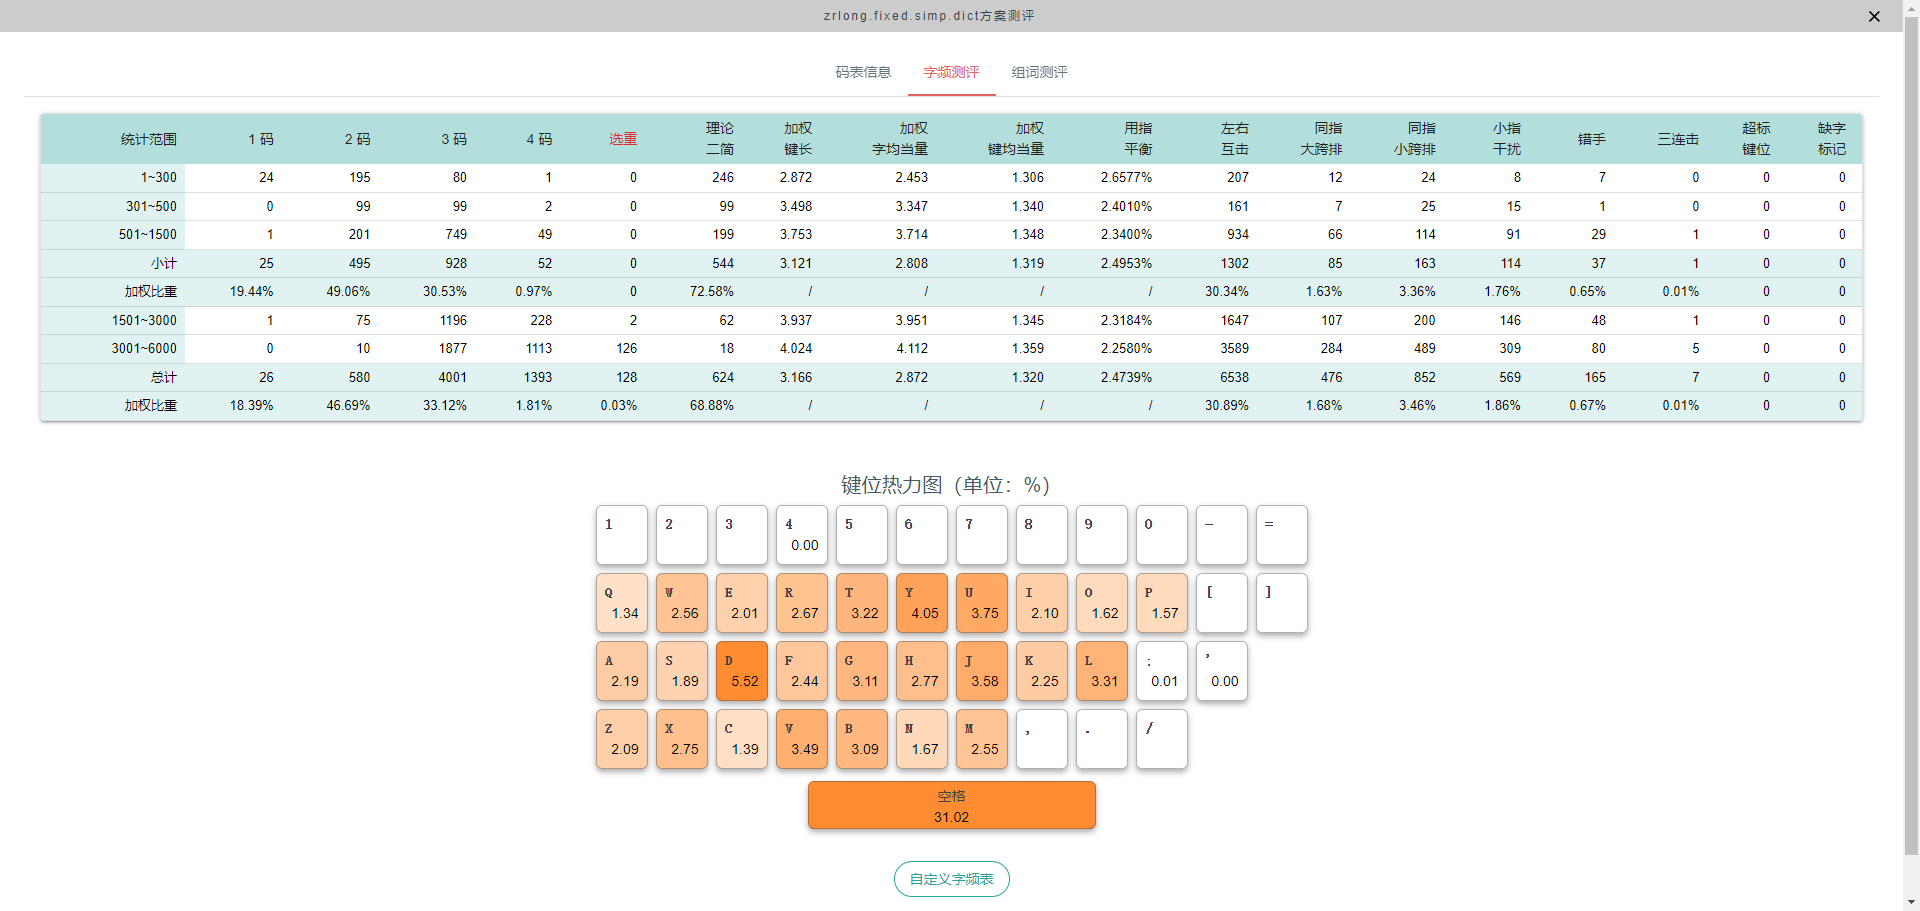 zrlong.fixed.simp.dict方案测评
码表信息 字频测评 组词测评
统计范围 1 码 2 码 3 码 4 码 选重 理论二简 加权键长 加权字均当量 加权键均当量 用指平衡 左右互击 同指大跨排 同指小跨排 小指干扰 错手 三连击 超标键位 缺字标记
1~300 24 195 80 1 0 246 2.872 2.453 1.306 2.6577% 207 12 24 8 7 0 0 0
301~500 0 99 99 2 0 99 3.498 3.347 1.340 2.4010% 161 7 25 15 1 0 0 0
501~1500 1 201 749 49 0 199 3.753 3.714 1.348 2.3400% 934 66 114 91 29 1 0 0
小计 25 495 928 52 0 544 3.121 2.808 1.319 2.4953% 1302 85 163 114 37 1 0 0
加权比重 19.44% 49.06% 30.53% 0.97% 0 72.58% / / / / 30.34% 1.63% 3.36% 1.76% 0.65% 0.01% 0 0
1501~3000 1 75 1196 228 2 62 3.937 3.951 1.345 2.3184% 1647 107 200 146 48 1 0 0
3001~6000 0 10 1877 1113 126 18 4.024 4.112 1.359 2.2580% 3589 284 489 309 80 5 0 0
总计 26 580 4001 1393 128 624 3.166 2.872 1.320 2.4739% 6538 476 852 569 165 7 0 0
加权比重 18.39% 46.69% 33.12% 1.81% 0.03% 68.88% / / / / 30.89% 1.68% 3.46% 1.86% 0.67% 0.01% 0 0
键位热力图（单位：%）
1 2 3 4 5 6 7 8 9 0 - =
0.00
Q W E R T Y U I O P [ ]
1.34 2.56 2.01 2.67 3.22 4.05 3.75 2.10 1.62 1.57
A S D F G H J K L ; '
2.19 1.89 5.52 2.44 3.11 2.77 3.58 2.25 3.31 0.01 0.00
Z X C V B N M , . /
2.09 2.75 1.39 3.49 3.09 1.67 2.55
空格
31.02
自定义字频表